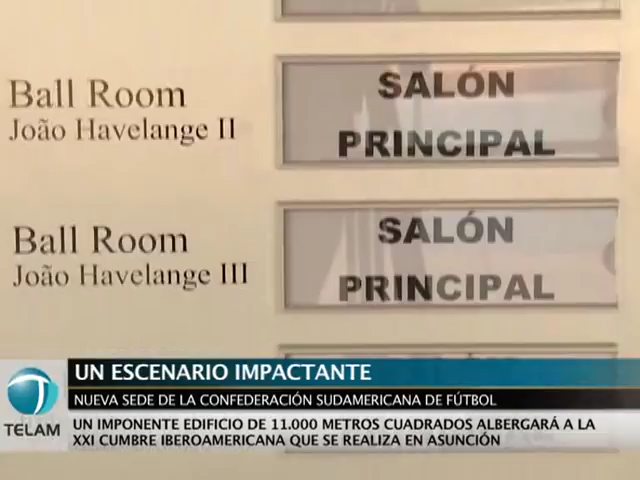 Ball Room
João Havelange II
SALÓN
PRINCIPAL
Ball Room
João Havelange III
SALÓN
PRINCIPAL
UN ESCENARIO IMPACTANTE
NUEVA SEDE DE LA CONFEDERACIÓN SUDAMERICANA DE FÚTBOL
TELAM
UN IMPONENTE EDIFICIO DE 11.000 METROS CUADRADOS ALBERGARÁ A LA
XXI CUMBRE IBEROAMERICANA QUE SE REALIZA EN ASUNCIÓN